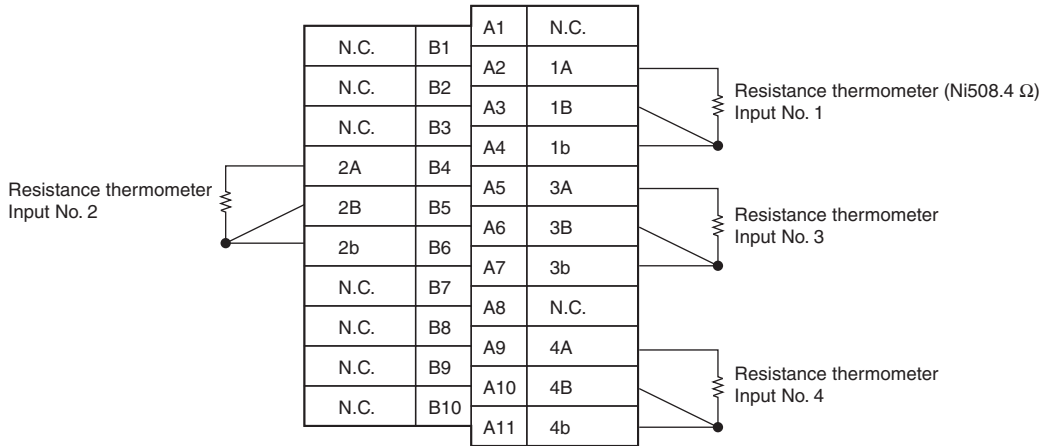 A1 N.C.
N.C. B1
A2 1A
N.C. B2
A3 1B
N.C. B3
A4 1b
2A B4
A5 3A
2B B5
A6 3B
2b B6
A7 3b
N.C. B7
A8 N.C.
N.C. B8
A9 4A
N.C. B9
A10 4B
N.C. B10
A11 4b
Resistance thermometer (Ni508.4 Ω)
Input No. 1
Resistance thermometer
Input No. 2
Resistance thermometer
Input No. 3
Resistance thermometer
Input No. 4